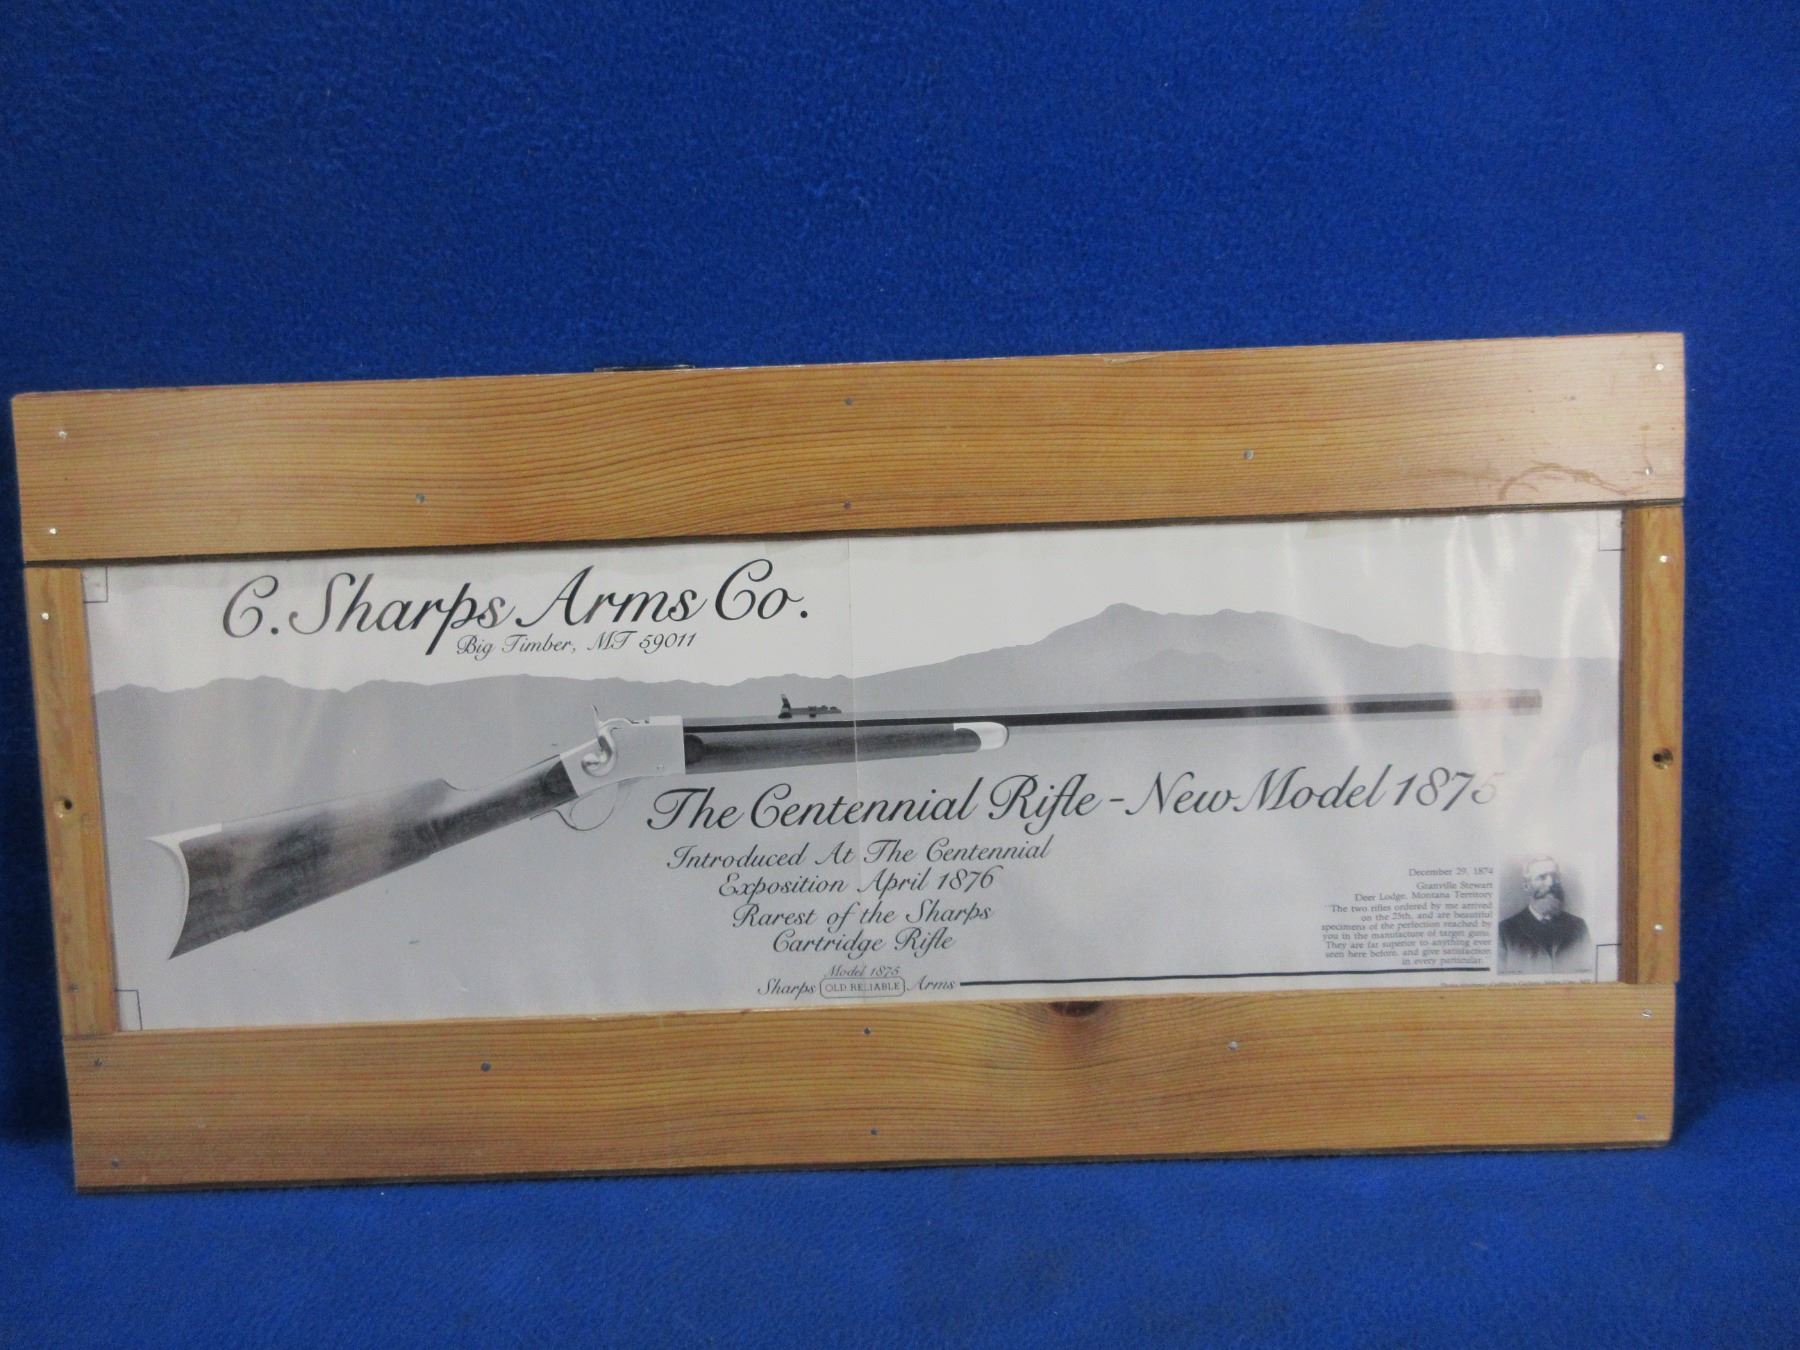 C. Sharps Arms Co.
Big Timber, MT 59011
The Centennial Rifle - New Model 1875
Introduced At The Centennial
Exposition April 1876
Rarest of the Sharps
Cartridge Rifle
Model 1875
Sharps OLD RELIABLE Arms
December 29, 1874
Granville Stewart
Deer Lodge, Montana Territory
"The two rifles ordered by me arrived
on the 25th, and are beautiful
specimens of the perfection reached by
you in the manufacture of target guns.
They are far superior to anything ever
seen here before, and give satisfaction
in every particular."